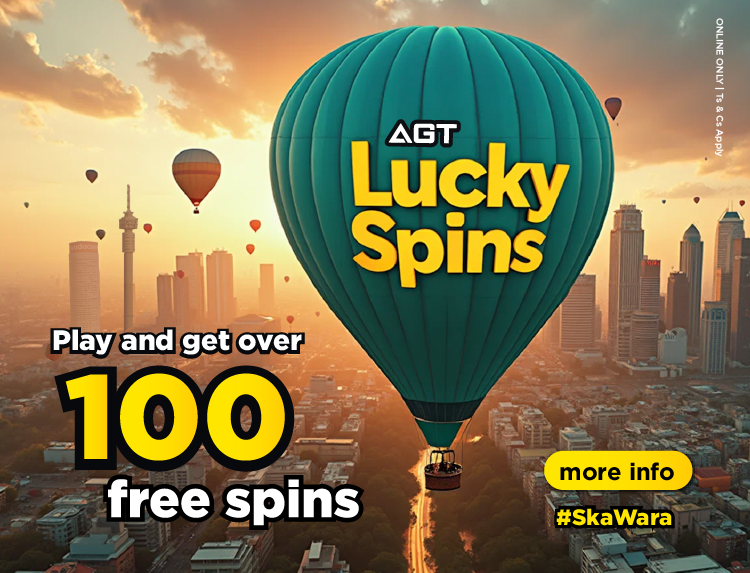 AGT
Lucky
Spins
Play and get over
100
free spins
more info
#SkaWara
ONLINE ONLY | Ts & Cs Apply